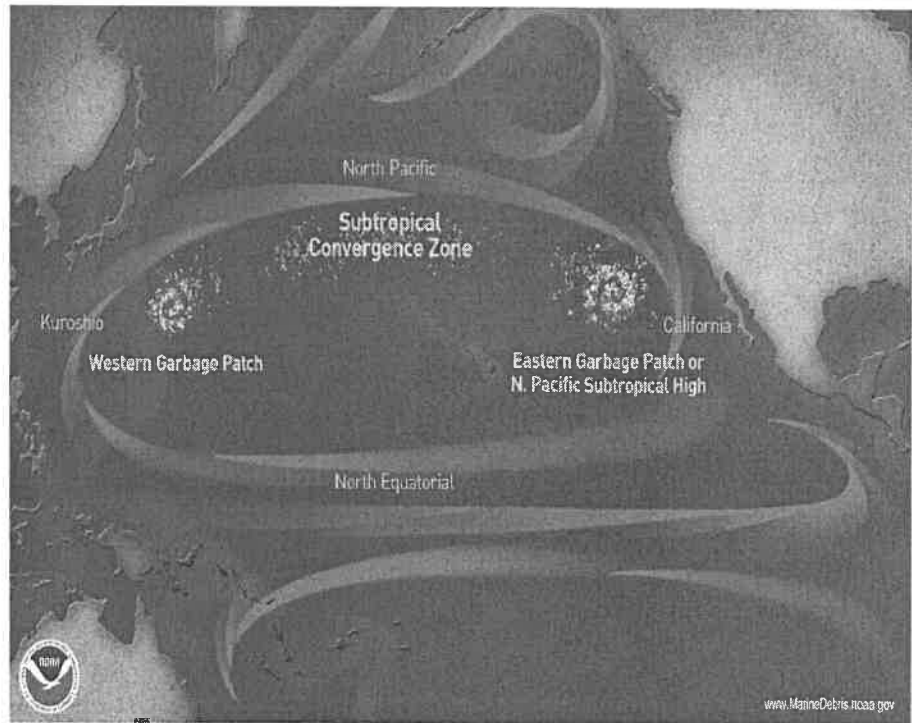 North Pacific
Subtropical
Convergence Zone
Kuroshio
California
Western Garbage Patch
Eastern Garbage Patch or
N. Pacific Subtropical High
North Equatorial
noaa
www.MarineDebris.noaa.gov